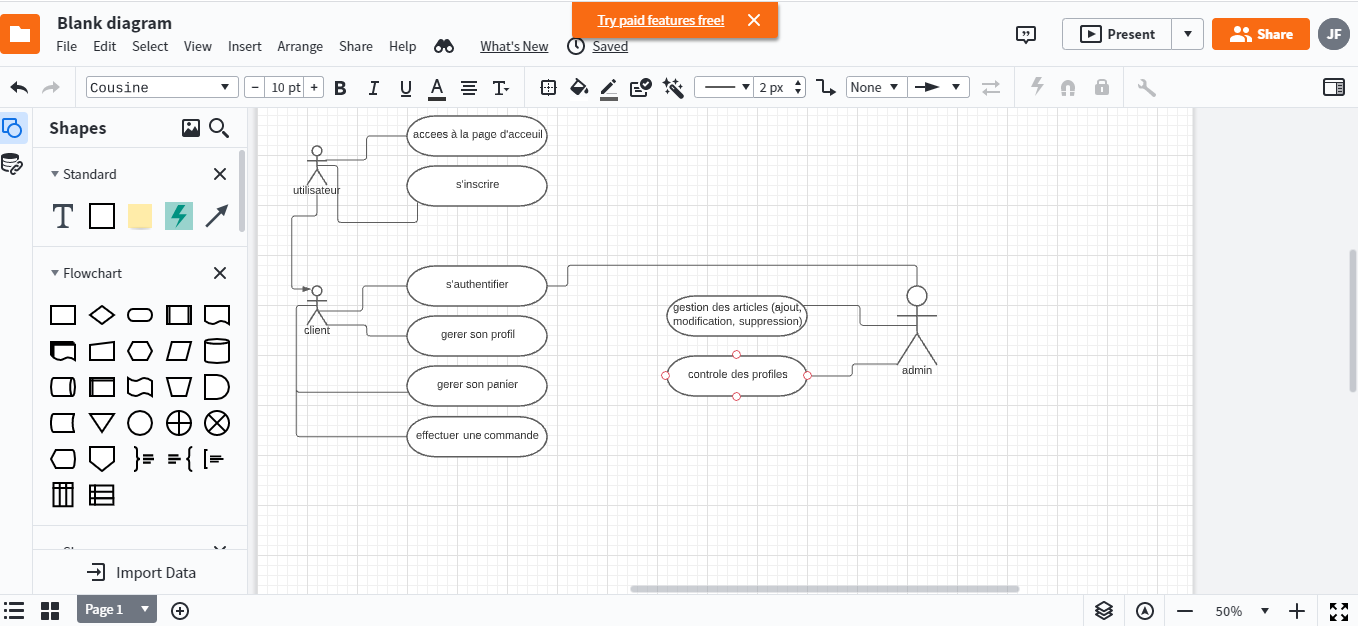 Try paid features free!
Blank diagram
File Edit Select View Insert Arrange Share Help What's New Saved
Present Share JF
Cousine 10 pt B I U A T 2 px None
Shapes
Standard
T
Flowchart
Import Data
accees à la page d'acceuil
utilisateur
s'inscrire
s'authentifier
client
gerer son profil
gerer son panier
effectuer une commande
gestion des articles (ajout,
modification, suppression)
controle des profiles
admin
Page 1
50%